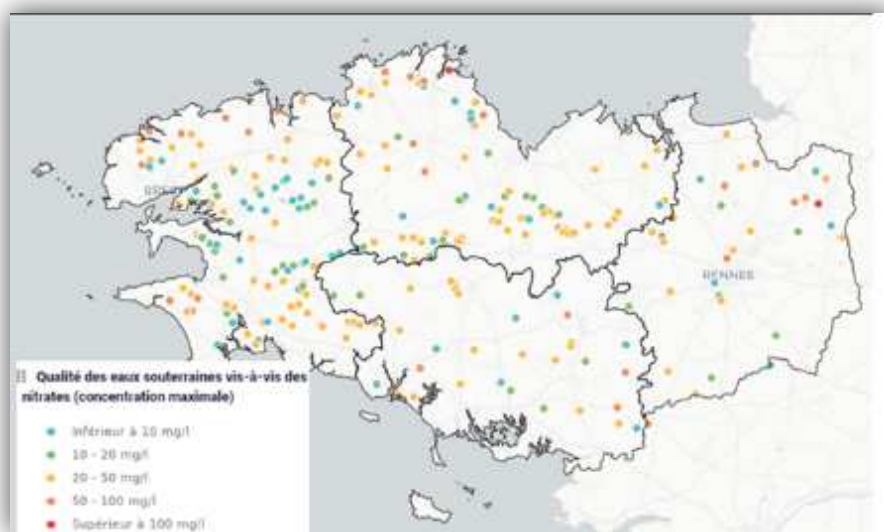 BREST
RENNES
Qualité des eaux souterraines vis-à-vis des
nitrates (concentration maximale)
Inférieur à 10 mg/l
10 - 20 mg/l
20 - 50 mg/l
50 - 100 mg/l
Supérieur à 100 mg/l